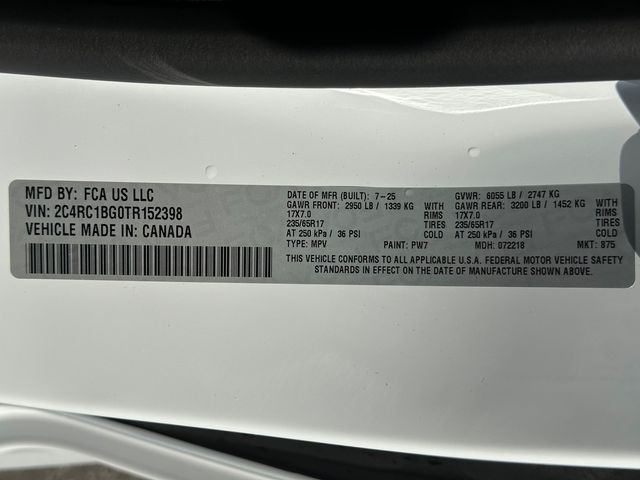 MFD BY: FCA US LLC
VIN: 2C4RC1BG0TR152398
VEHICLE MADE IN: CANADA
DATE OF MFR (BUILT): 7-25
GAWR FRONT: 2950 LB / 1339 KG WITH
17X7.0 RIMS
235/65R17 TIRES
AT 250 kPa / 36 PSI COLD
TYPE: MPV PAINT: PW7
GVWR: 6055 LB / 2747 KG
GAWR REAR: 3200 LB / 1452 KG WITH
17X7.0 RIMS
235/65R17 TIRES
AT 250 kPa / 36 PSI COLD
MDH: 072218 MKT: 875
THIS VEHICLE CONFORMS TO ALL APPLICABLE U.S.A. FEDERAL MOTOR VEHICLE SAFETY
STANDARDS IN EFFECT ON THE DATE OF MANUFACTURE SHOWN ABOVE.